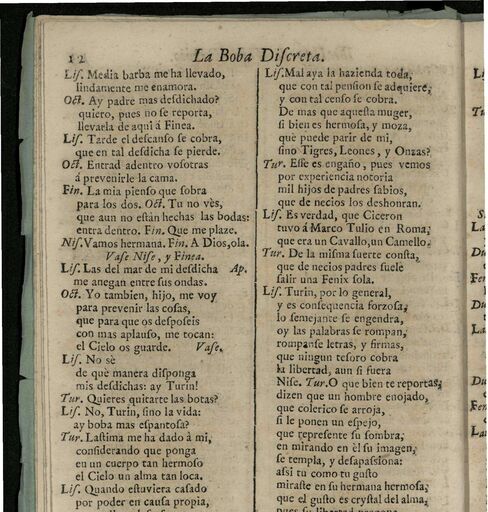 12
La Boba Discreta.
Lis. Media barba me ha llevado,
lindamente me enamora.
Oct. Ay padre mas desdichado?
quiero, pues no se reporta,
llevarla de aqui â Finea.
Lis. Tarde el descanso se cobra,
que en tal desdicha se pierde.
Oct. Entrad adentro vosotras
á prevenirle la cama.
Fin. La mia pienso que sobra
para los dos. Oct. Tu no vès,
que aun no están hechas las bodas:
entra dentro. Fin. Que me plaze.
Nis. Vamos hermana. Fin. A Dios, ola.
Vase Nise, y Finea.
Lis. Las del mar de mi desdicha Ap.
me anegan entre sus ondas.
Oct. Yo tambien, hijo, me voy
para prevenir las cosas,
que para que os desposeis
con mas aplauso, me tocan:
el Cielo os guarde. Vase.
Lis. No sè
de què manera disponga
mis desdichas: ay Turin!
Tur. Quieres quitarte las botas?
Lis. No, Turin, sino la vida:
ay boba mas espantosa?
Tur. Lastima me ha dado â mi,
considerando que ponga
en un cuerpo tan hermoso
el Cielo un alma tan loca.
Lis. Quando estuviera casado
por poder en causa propia,
Lis. Mal aya la hazienda toda,
que con tal pension se adquiere,
y con tal censo se cobra.
De mas que aquesta muger,
si bien es hermosa, y moza,
què puede parir de mi,
sino Tigres, Leones, y Onzas?
Tur. Esse es engaño, pues vemos
por experiencia notoria
mil hijos de padres sabios,
que de necios los deshonran.
Lis. Es verdad, que Ciceron
tuvo á Marco Tulio en Roma,
que era un Cavallo, un Camello.
Tur. De la misma suerte consta,
que de necios padres suele
salir una Fenix sola.
Lis. Turin, por lo general,
y es consequencia forzosa,
lo semejante se engendra,
oy las palabras se rompan,
rompanse letras, y firmas,
que ningun tesoro cobra
la libertad, aun si fuera
Nise. Tur. O que bien te reportas,
dizen que un hombre enojado,
que colerico se arroja,
si le ponen un espejo,
que represente su sombra,
en mirando en èl su imagen,
se templa, y desapassiona:
assi tu como tu gusto
miraste en su hermana hermosa,
que el gusto es crystal del alma,